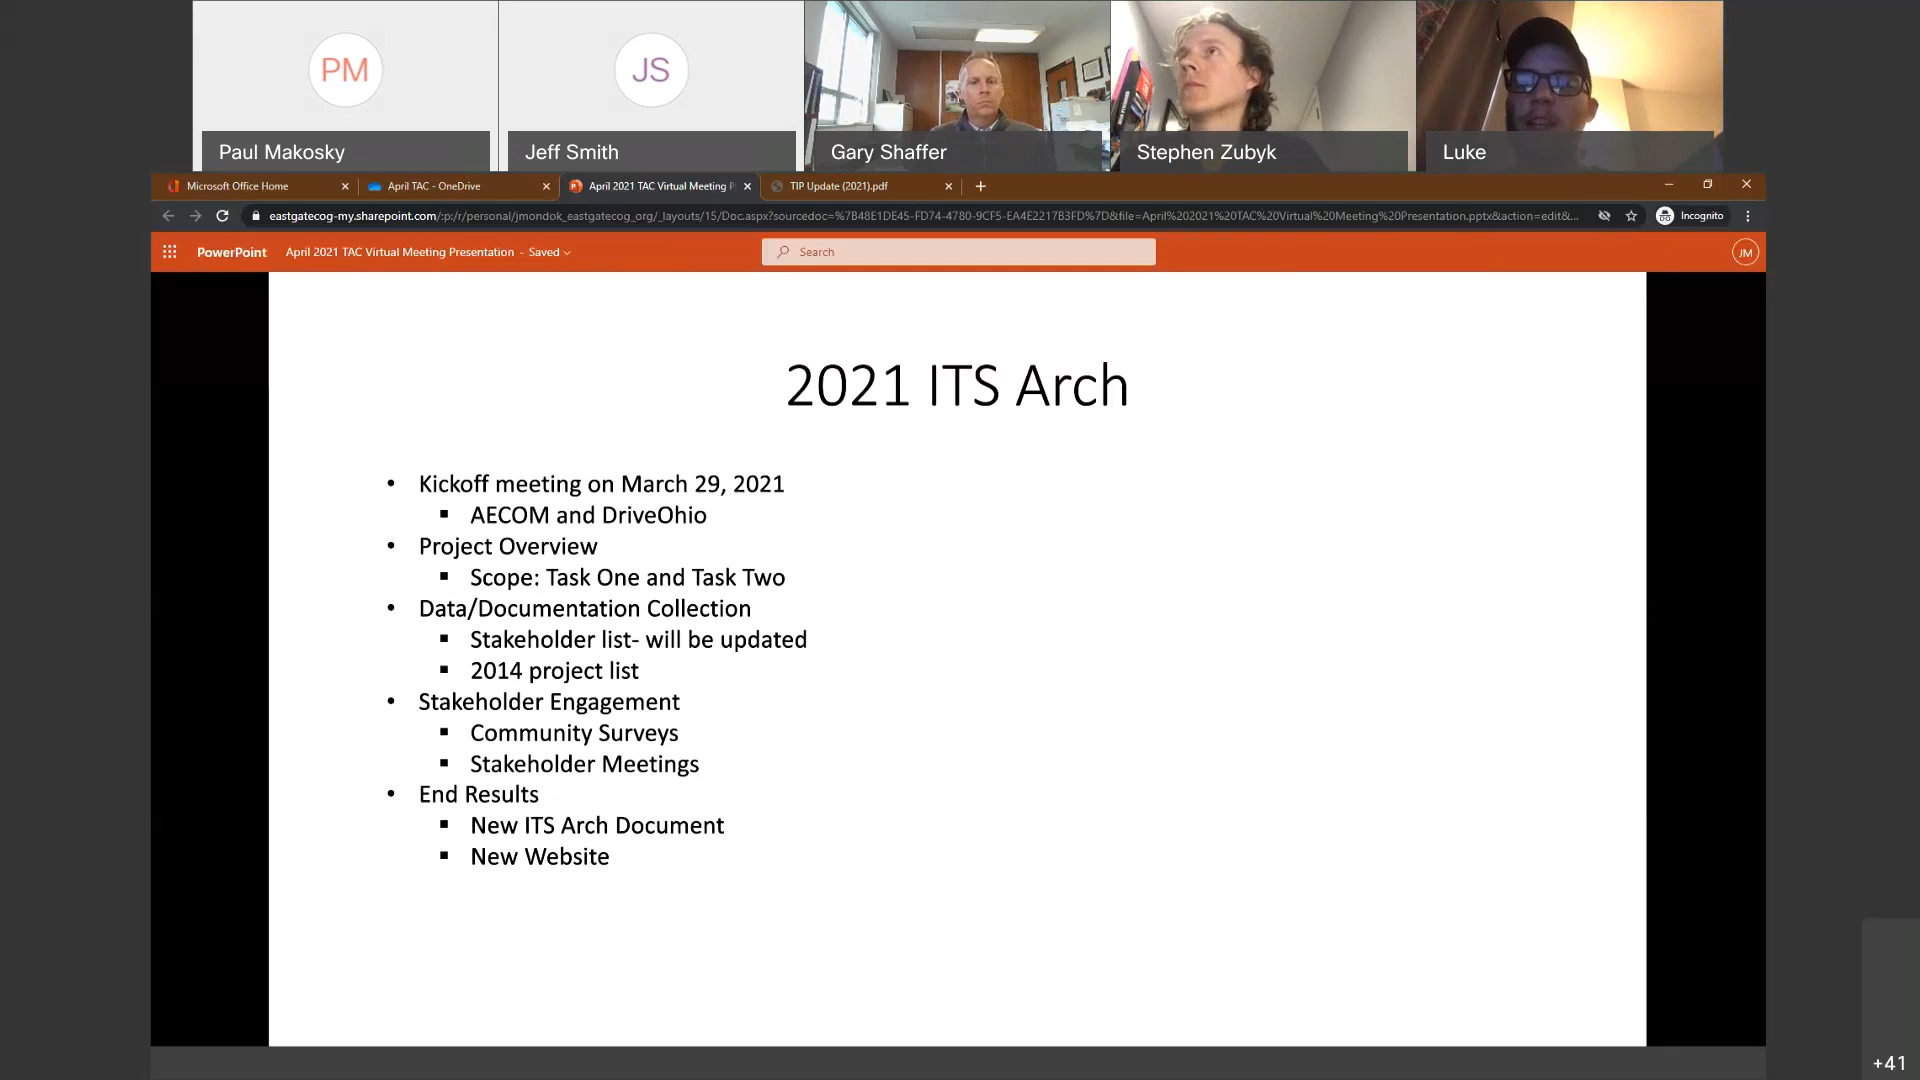 PM
JS
Paul Makosky
Jeff Smith
Gary Shaffer
Stephen Zubyk
Luke
Microsoft Office Home
April TAC - OneDrive
April 2021 TAC Virtual Meeting P
TIP Update (2021).pdf
eastgatecog-my.sharepoint.com/:p:/r/personal/jmondok_eastgatecog_org/_layouts/15/Doc.aspx?sourcedoc=%7B48E1DE45-FD74-4780-9CF5-EA4E2217B3FD%7D&file=April%202021%20TAC%20Virtual%20Meeting%20Presentation.pptx&action=edit&...
Incognito
PowerPoint
April 2021 TAC Virtual Meeting Presentation - Saved
Search
JM
2021 ITS Arch
• Kickoff meeting on March 29, 2021
▪ AECOM and DriveOhio
• Project Overview
▪ Scope: Task One and Task Two
• Data/Documentation Collection
▪ Stakeholder list- will be updated
▪ 2014 project list
• Stakeholder Engagement
▪ Community Surveys
▪ Stakeholder Meetings
• End Results
▪ New ITS Arch Document
▪ New Website
+41